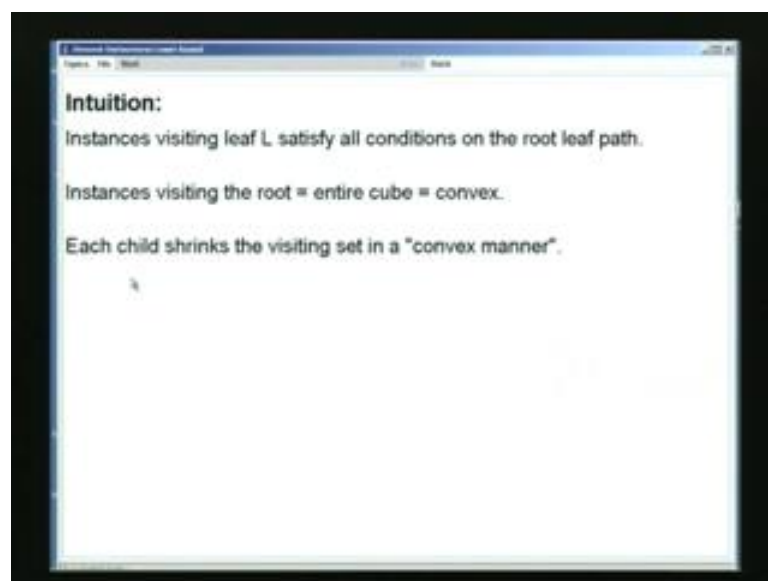 Intuition:
Instances visiting leaf L satisfy all conditions on the root leaf path.
Instances visiting the root = entire cube = convex.
Each child shrinks the visiting set in a "convex manner".